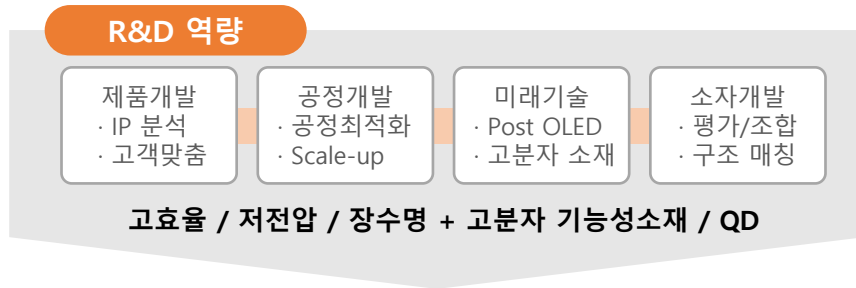 R&D 역량
제품개발
· IP 분석
· 고객맞춤
공정개발
· 공정최적화
· Scale-up
미래기술
· Post OLED
· 고분자 소재
소자개발
· 평가/조합
· 구조 매칭
고효율 / 저전압 / 장수명 + 고분자 기능성소재 / QD